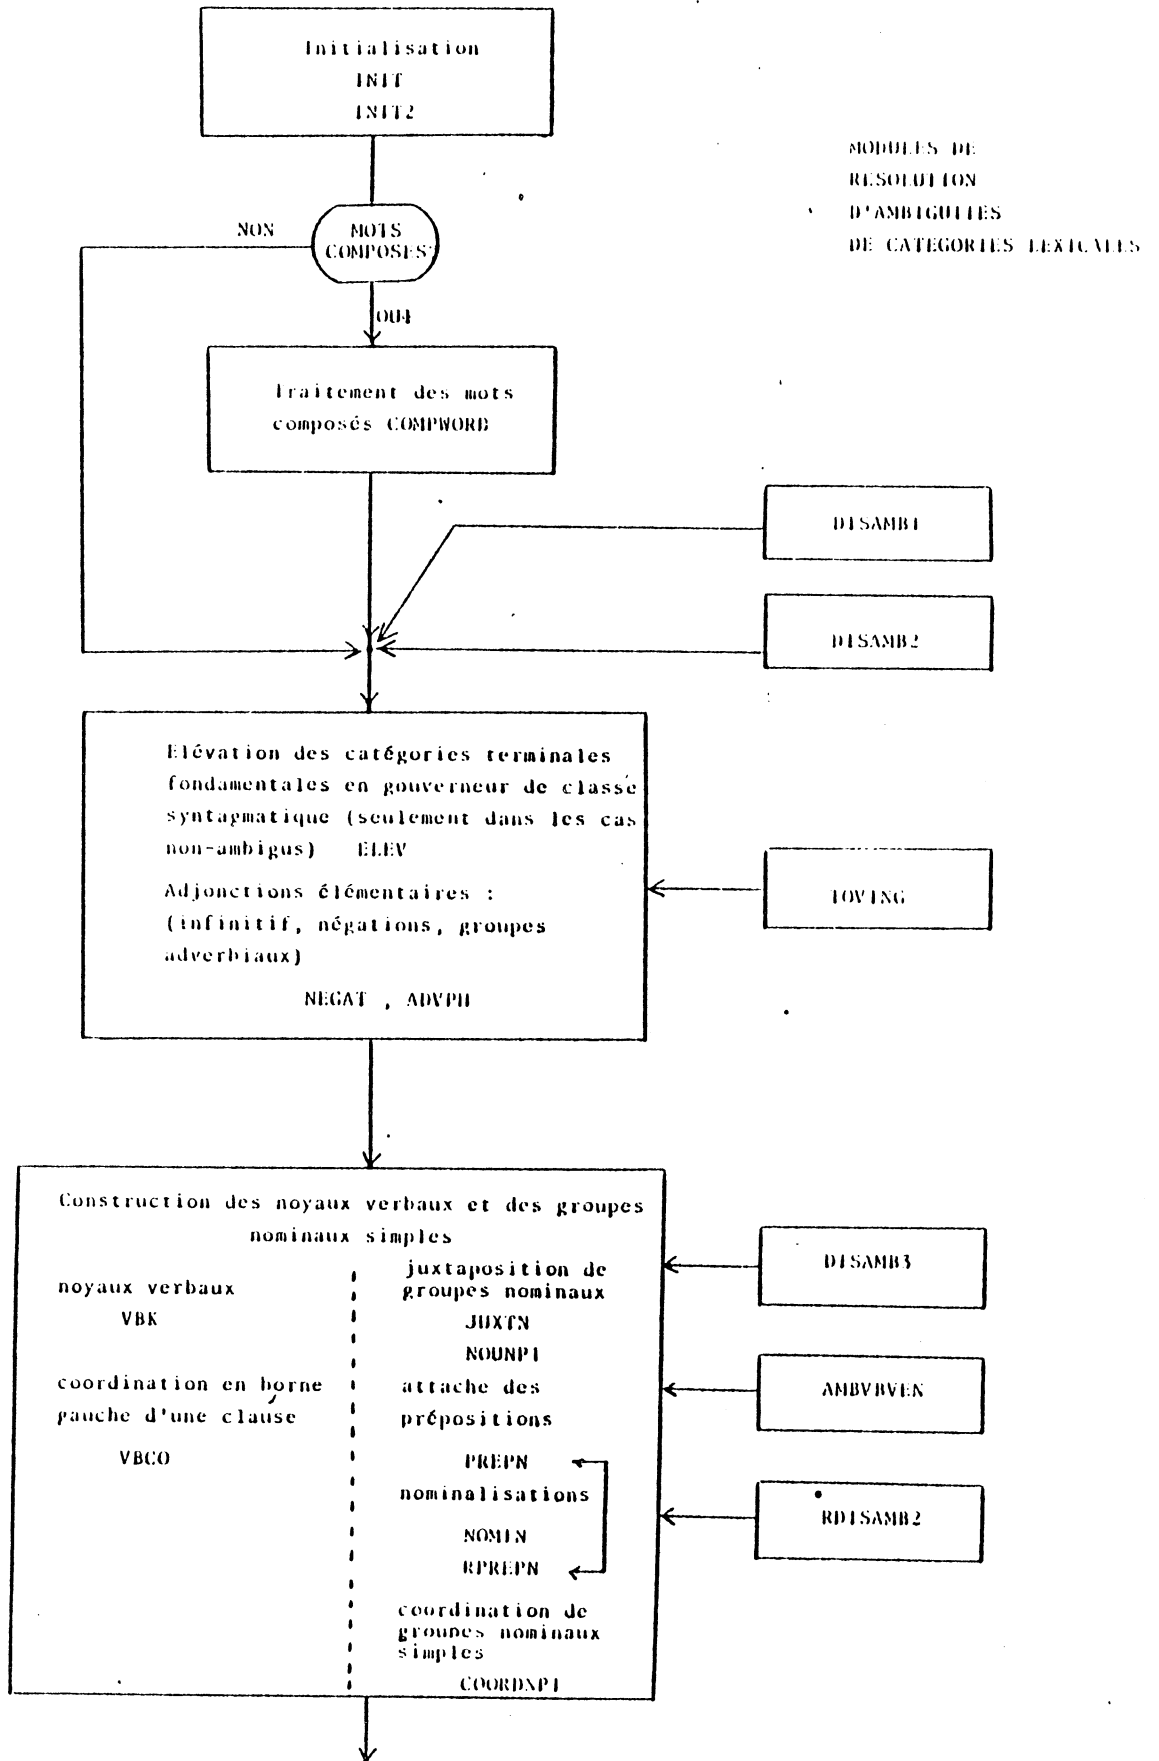 Initialisation
INIT
INIT2
MODULES DE
RESOLUTION
D'AMBIGUITES
DE CATEGORIES LEXICALES
NON
MOTS
COMPOSES
OUI
Traitement des mots
composés COMPWORD
DISAMB1
DISAMB2
Elévation des catégories terminales
fondamentales en gouverneur de classe
syntagmatique (seulement dans les cas
non-ambigus) ELEV
Adjonctions élémentaires :
(infinitif, négations, groupes
adverbiaux)
NEGAT , ADVPH
TOVING
Construction des noyaux verbaux et des groupes
nominaux simples
noyaux verbaux
VBK
coordination en borne
gauche d'une clause
VBCO
juxtaposition de
groupes nominaux
JUXTN
NOUNP1
attache des
prépositions
PREPN
nominalisations
NOMIN
RPREPN
coordination de
groupes nominaux
simples
COORDNP1
DISAMB3
AMBVBVEN
RDISAMB2